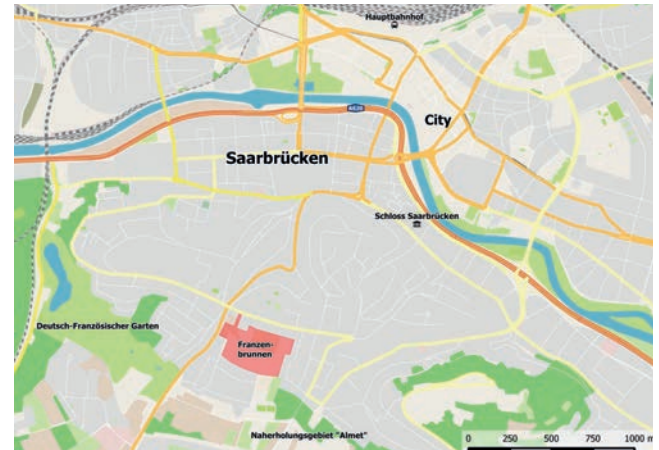 Hauptbahnhof
A620
City
Saarbrücken
Schloss Saarbrücken
Deutsch-Französischer Garten
Franzen-
brunnen
Naherholungsgebiet "Almet"
0 250 500 750 1000 m